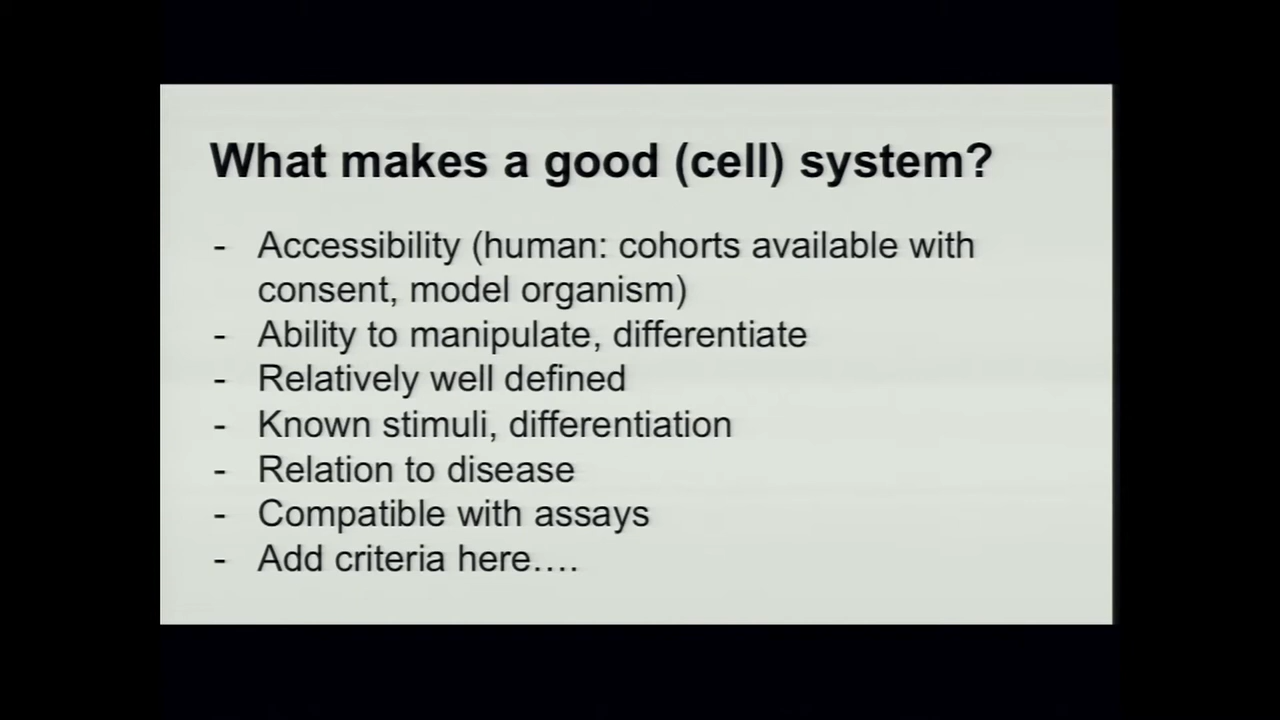 What makes a good (cell) system?
- Accessibility (human: cohorts available with
consent, model organism)
- Ability to manipulate, differentiate
- Relatively well defined
- Known stimuli, differentiation
- Relation to disease
- Compatible with assays
- Add criteria here….